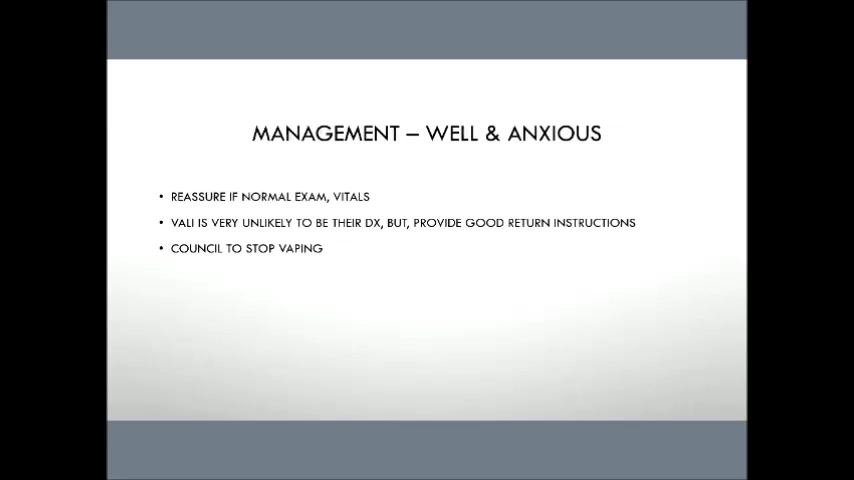 MANAGEMENT – WELL & ANXIOUS
• REASSURE IF NORMAL EXAM, VITALS
• VALI IS VERY UNLIKELY TO BE THEIR DX, BUT, PROVIDE GOOD RETURN INSTRUCTIONS
• COUNCIL TO STOP VAPING